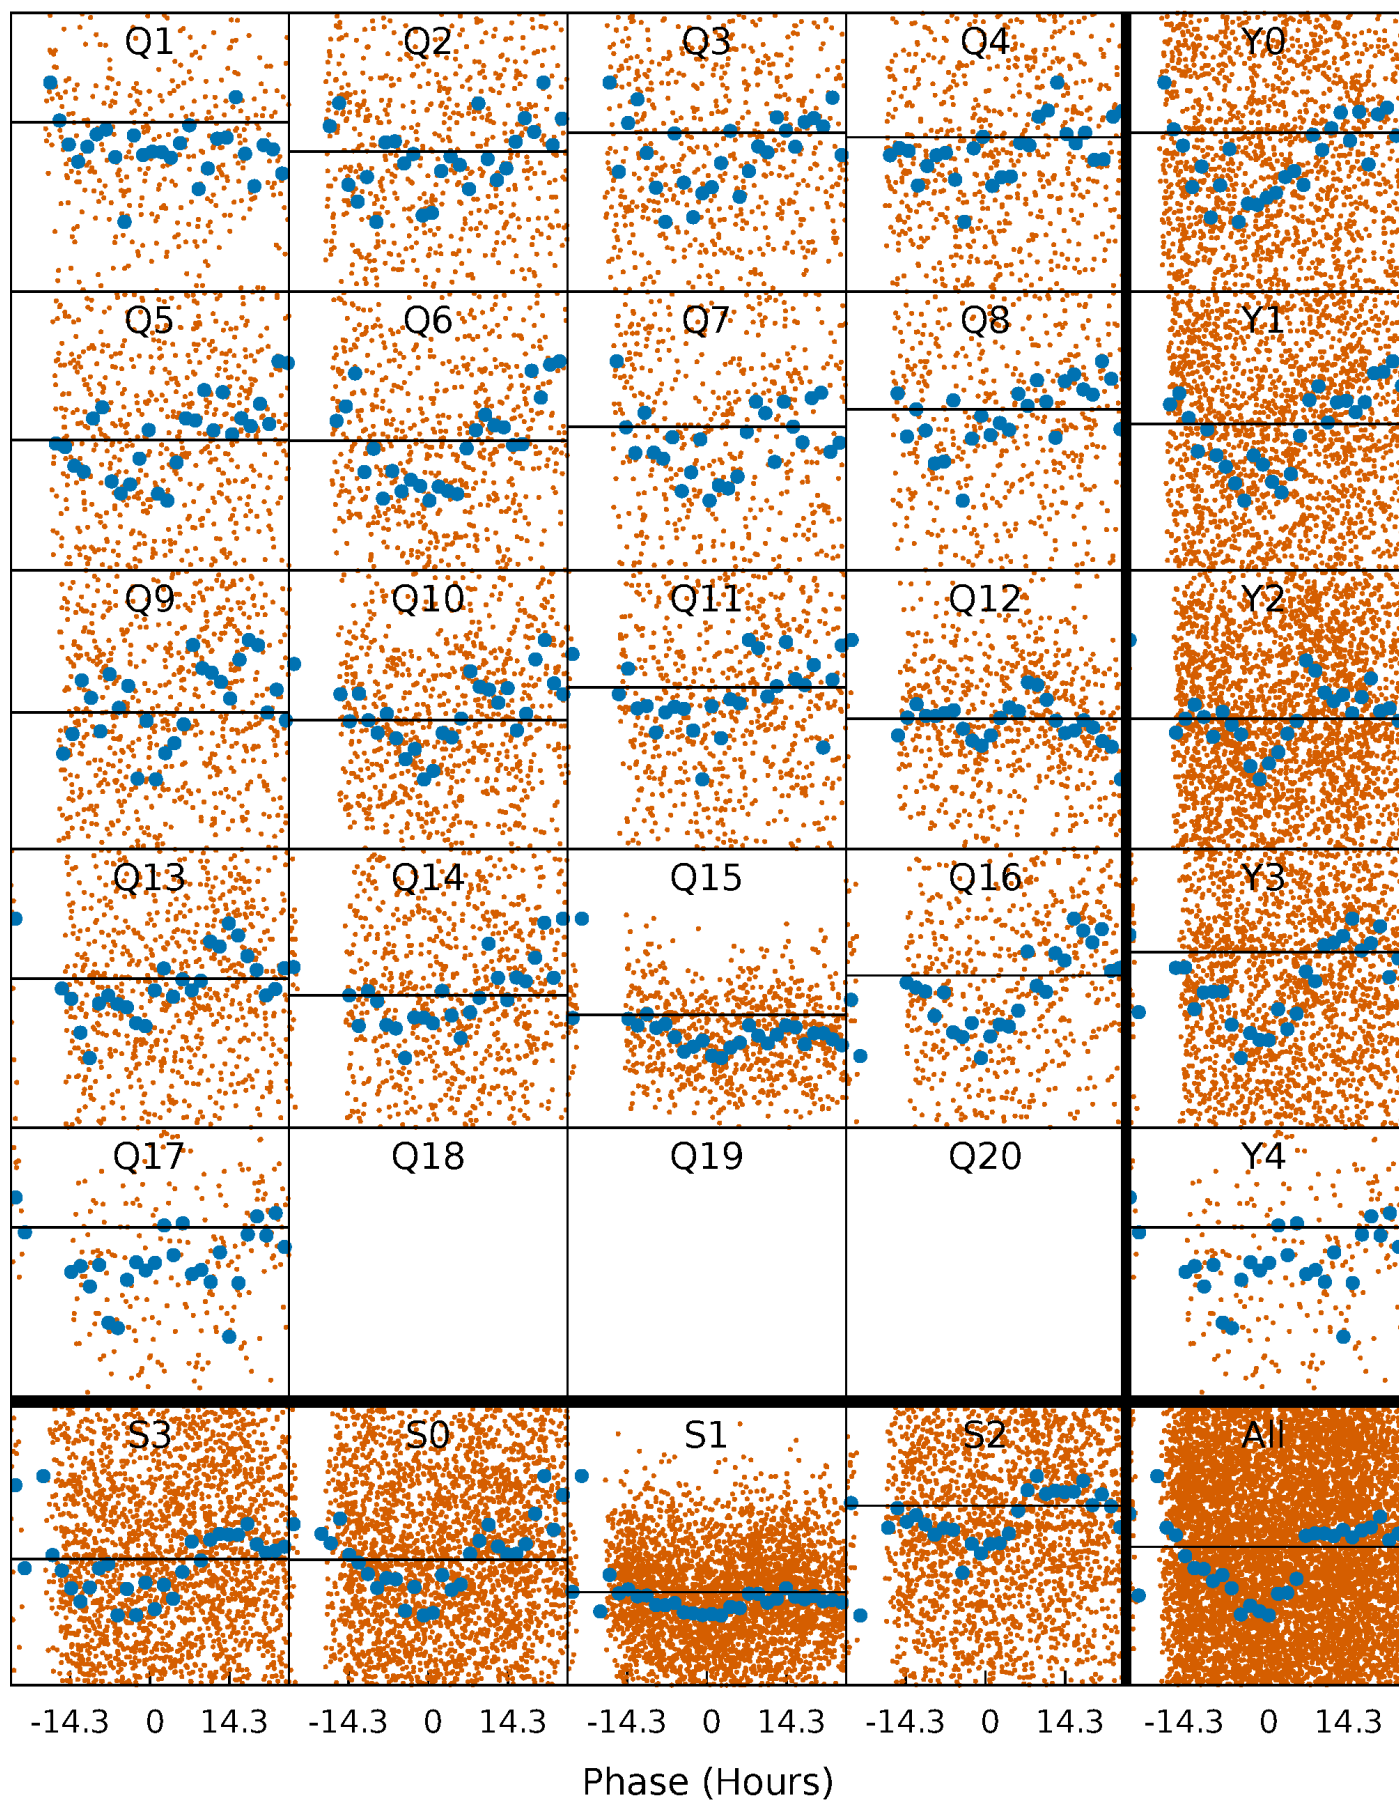 Q1 Q2 Q3 Q4 Y0
Q5 Q6 Q7 Q8 Y1
Q9 Q10 Q11 Q12 Y2
Q13 Q14 Q15 Q16 Y3
Q17 Q18 Q19 Q20 Y4
S3 S0 S1 S2 All
-14.3 0 14.3 -14.3 0 14.3 -14.3 0 14.3 -14.3 0 14.3 -14.3 0 14.3
Phase (Hours)